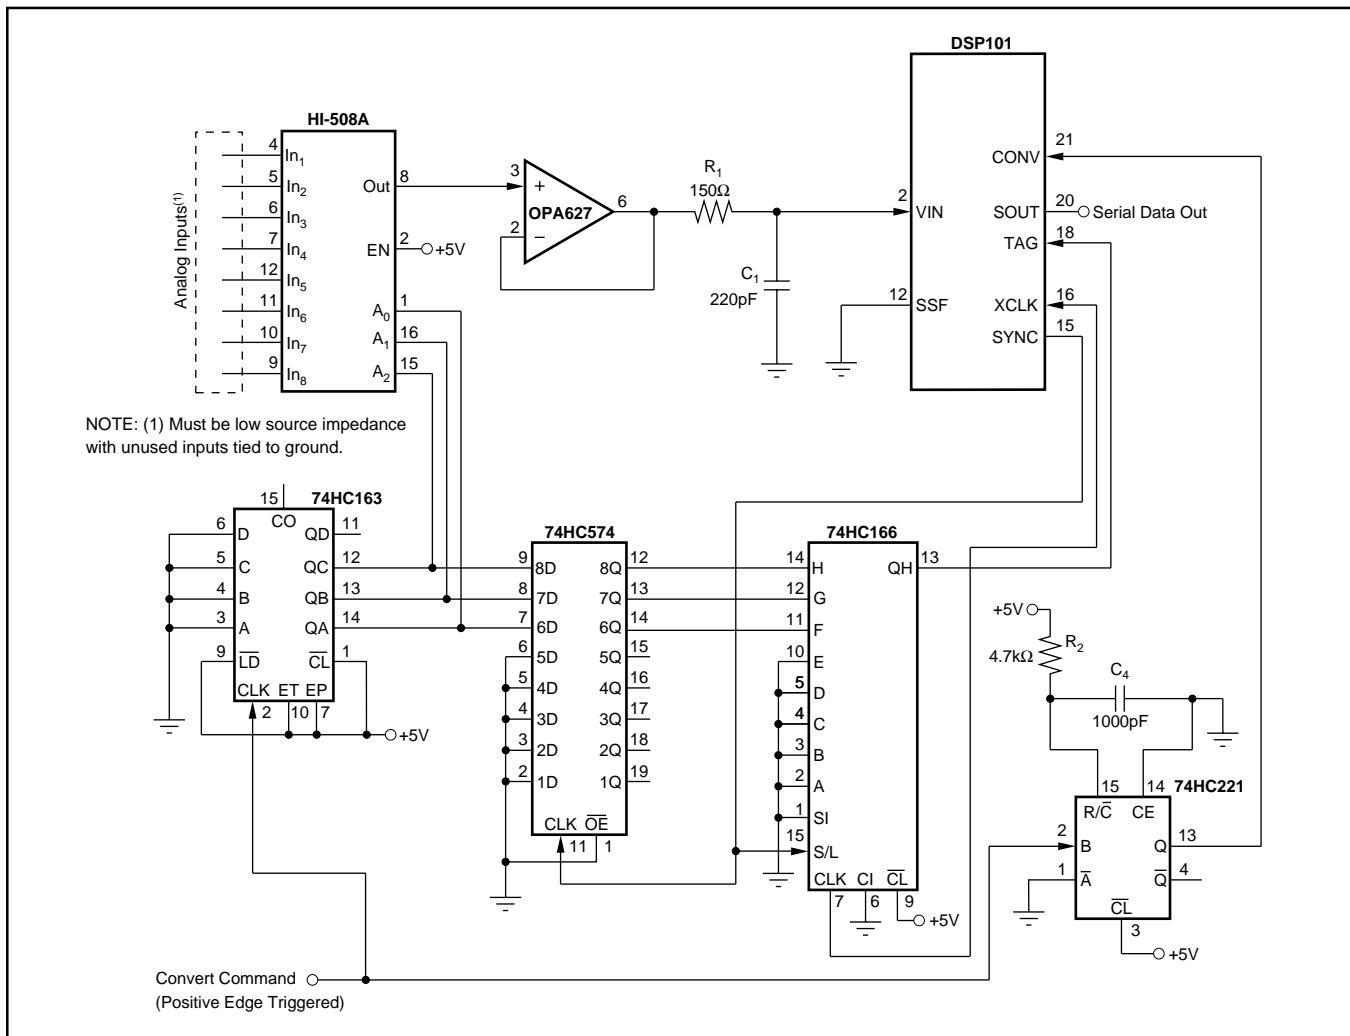 DSP101
HI-508A
Analog Inputs(1)
4 In1
5 In2
6 In3
7 In4
12 In5
11 In6
10 In7
9 In8
Out 8
EN 2 +5V
A0 1
A1 16
A2 15
3 +
OPA627 6
2 –
R1
150Ω
C1
220pF
2 VIN
12 SSF
CONV 21
SOUT 20 Serial Data Out
TAG 18
XCLK 16
SYNC 15
NOTE: (1) Must be low source impedance
with unused inputs tied to ground.
74HC163
15
CO
6 D QD 11
5 C QC 12
4 B QB 13
3 A QA 14
9 LD CL 1
CLK ET EP
2 10 7
+5V
74HC574
9 8D 8Q 12
8 7D 7Q 13
7 6D 6Q 14
6 5D 5Q 15
5 4D 4Q 16
4 3D 3Q 17
3 2D 2Q 18
2 1D 1Q 19
CLK OE
11 1
74HC166
14 H QH 13
12 G
11 F
10 E
5 D
4 C
3 B
2 A
1 SI
15 S/L
CLK CI CL
7 6 9
+5V
+5V
R2
4.7kΩ
C4
1000pF
74HC221
15 14
R/C CE
2 B Q 13
1 A Q 4
CL
3
+5V
Convert Command
(Positive Edge Triggered)